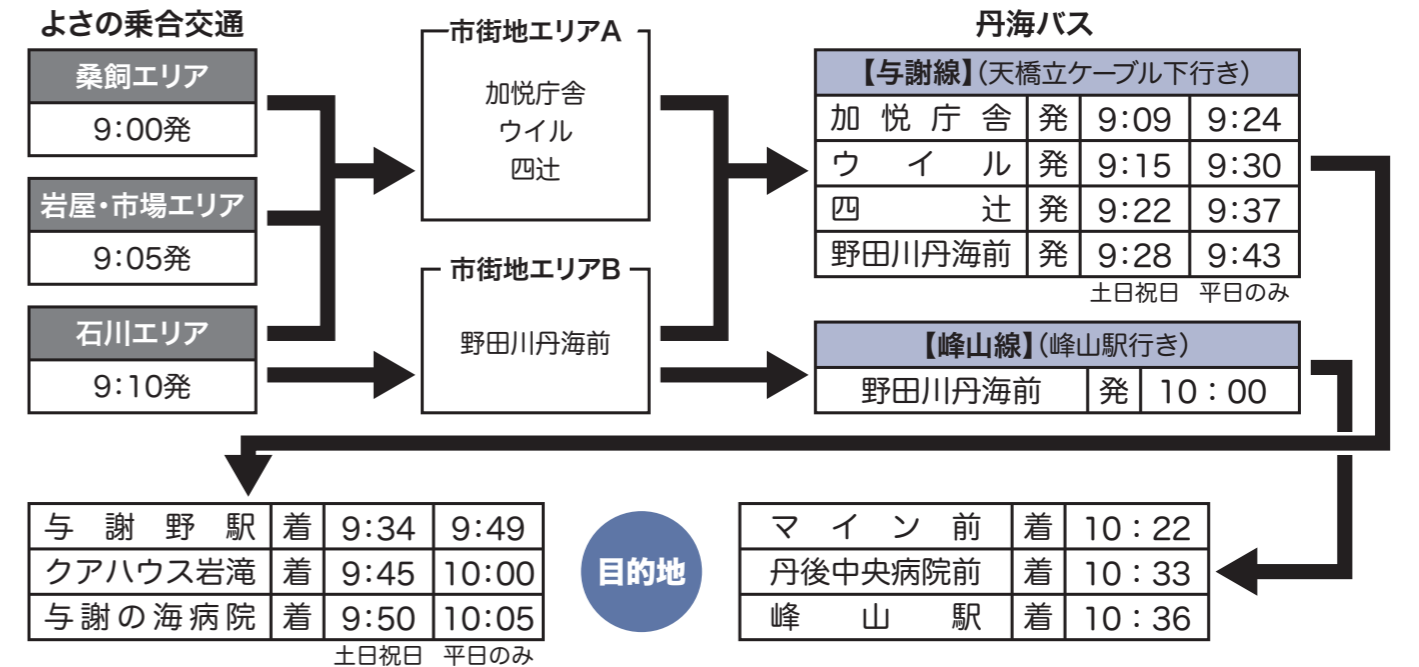 よさの乗合交通
桑飼エリア
9:00発
岩屋・市場エリア
9:05発
石川エリア
9:10発
市街地エリアA
加悦庁舎
ウイル
四辻
市街地エリアB
野田川丹海前
丹海バス
【与謝線】(天橋立ケーブル下行き)
加悦庁舎 発 9:09 9:24
ウイル 発 9:15 9:30
四辻 発 9:22 9:37
野田川丹海前 発 9:28 9:43
土日祝日 平日のみ
【峰山線】(峰山駅行き)
野田川丹海前 発 10:00
与謝野駅 着 9:34 9:49
クアハウス岩滝 着 9:45 10:00
与謝の海病院 着 9:50 10:05
土日祝日 平日のみ
目的地
マイン前 着 10:22
丹後中央病院前 着 10:33
峰山駅 着 10:36